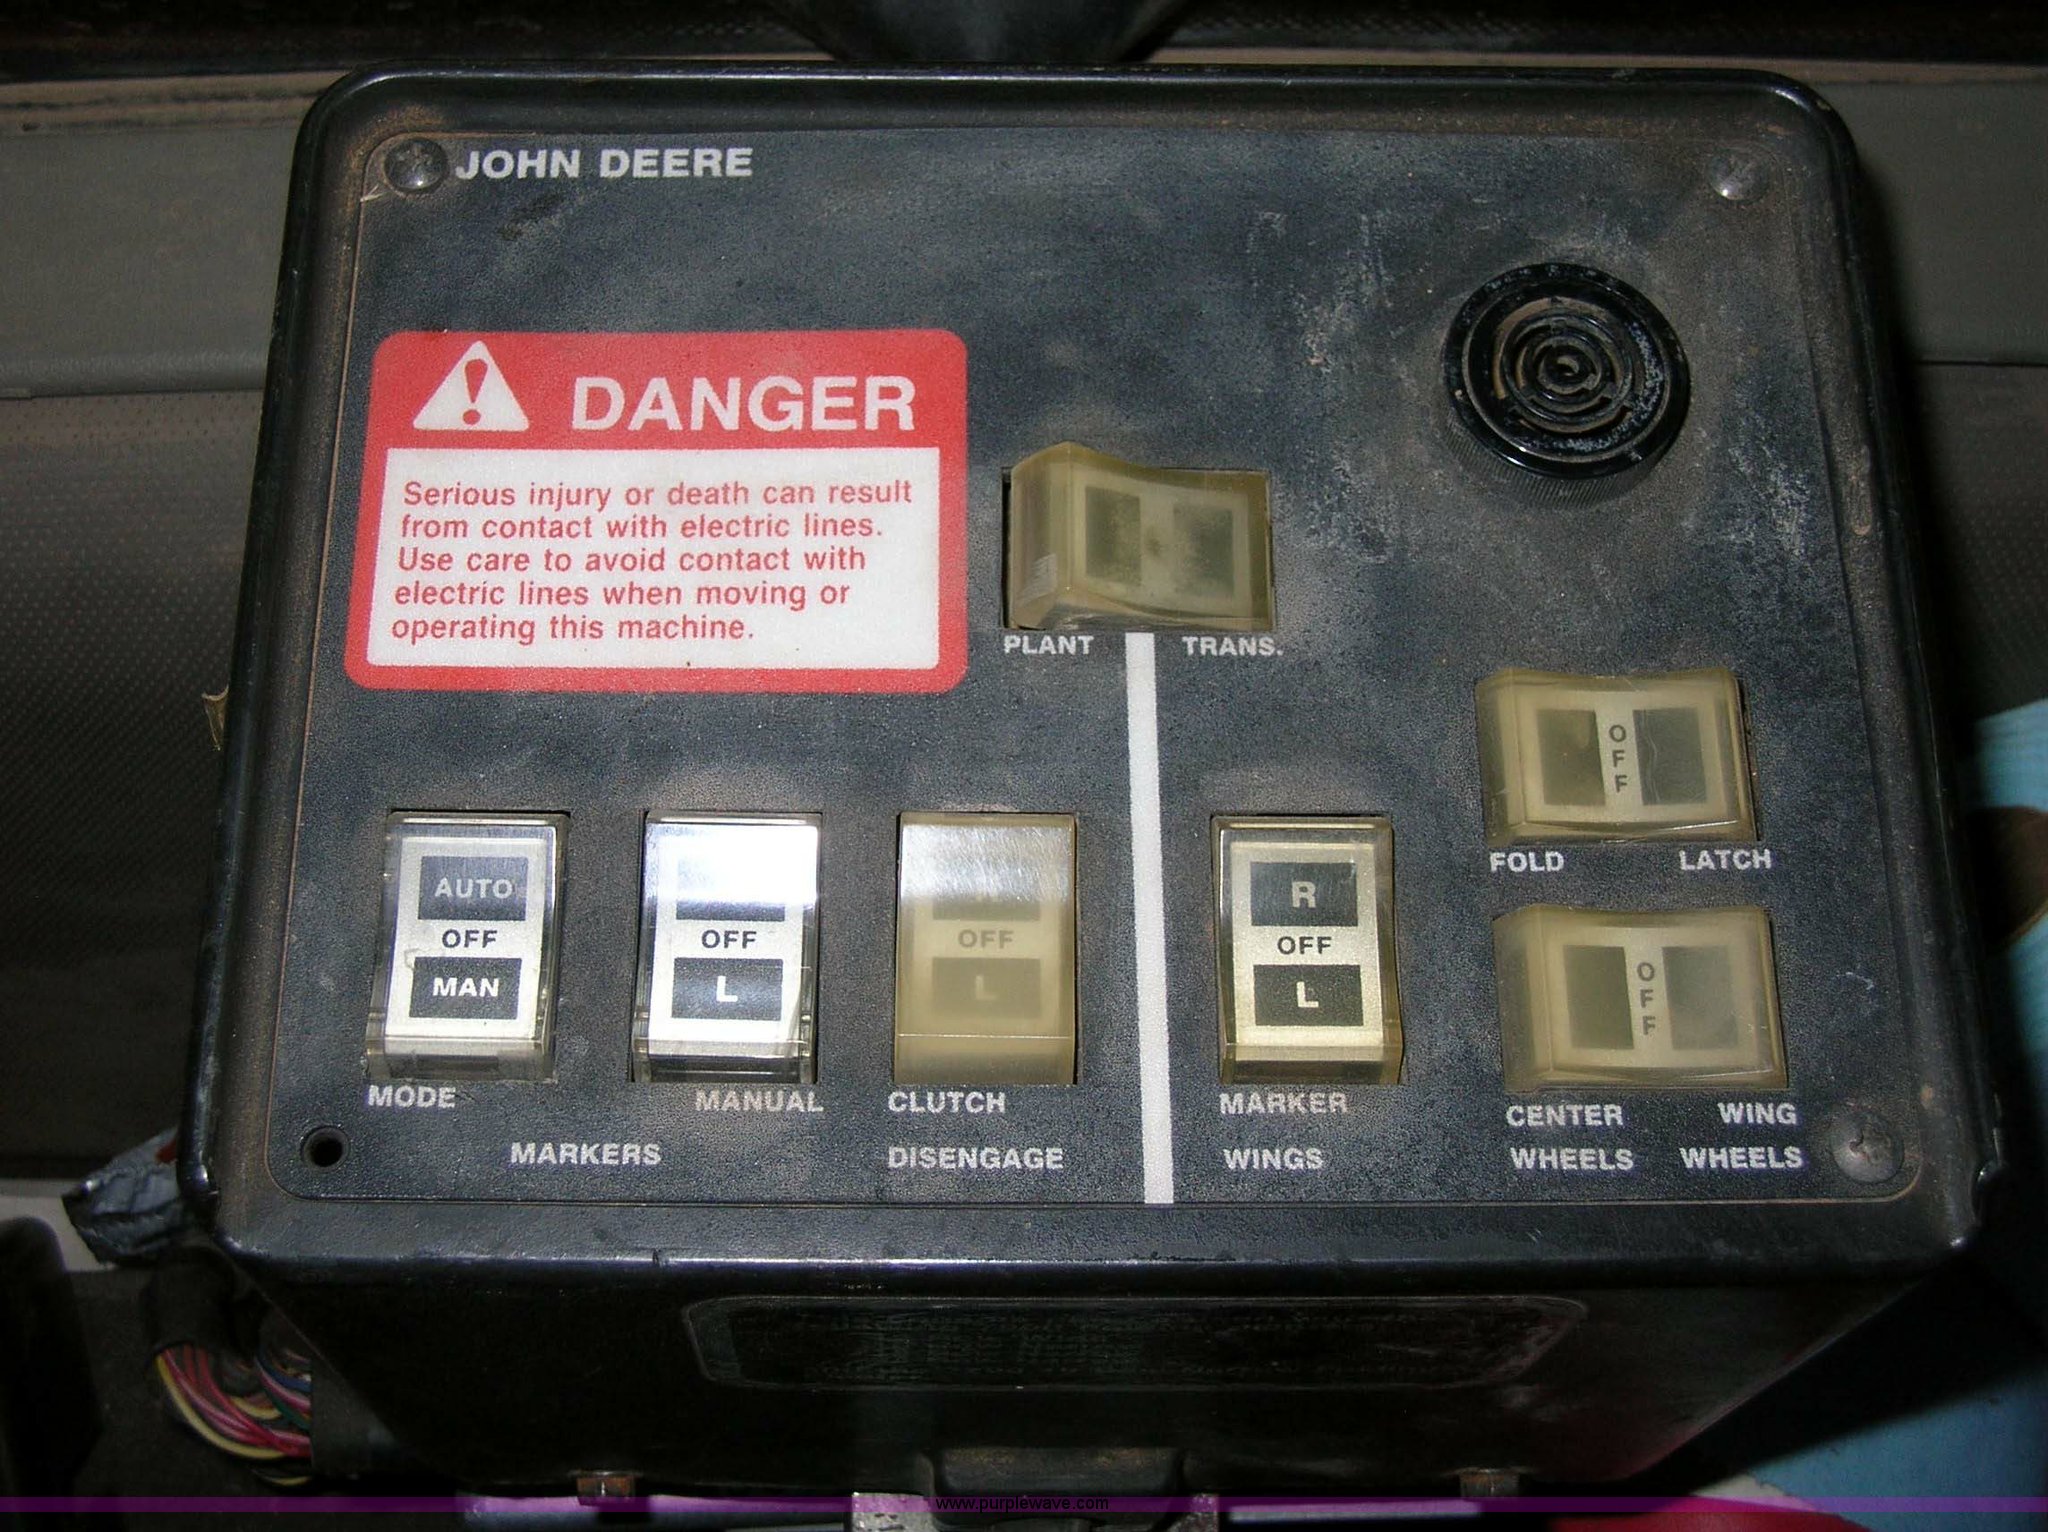 JOHN DEERE
DANGER
Serious injury or death can result
from contact with electric lines.
Use care to avoid contact with
electric lines when moving or
operating this machine.
PLANT TRANS.
OFF
FOLD LATCH
AUTO
OFF
MAN
OFF
L
OFF
L
R
OFF
L
OFF
MODE MANUAL
MARKERS
CLUTCH
DISENGAGE
MARKER
WINGS
CENTER WING
WHEELS WHEELS
www.purplewave.com